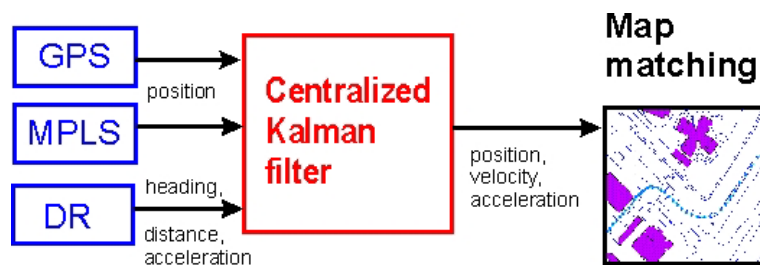 GPS
position
MPLS
heading,
DR
distance,
acceleration
Centralized
Kalman
filter
position,
velocity,
acceleration
Map
matching